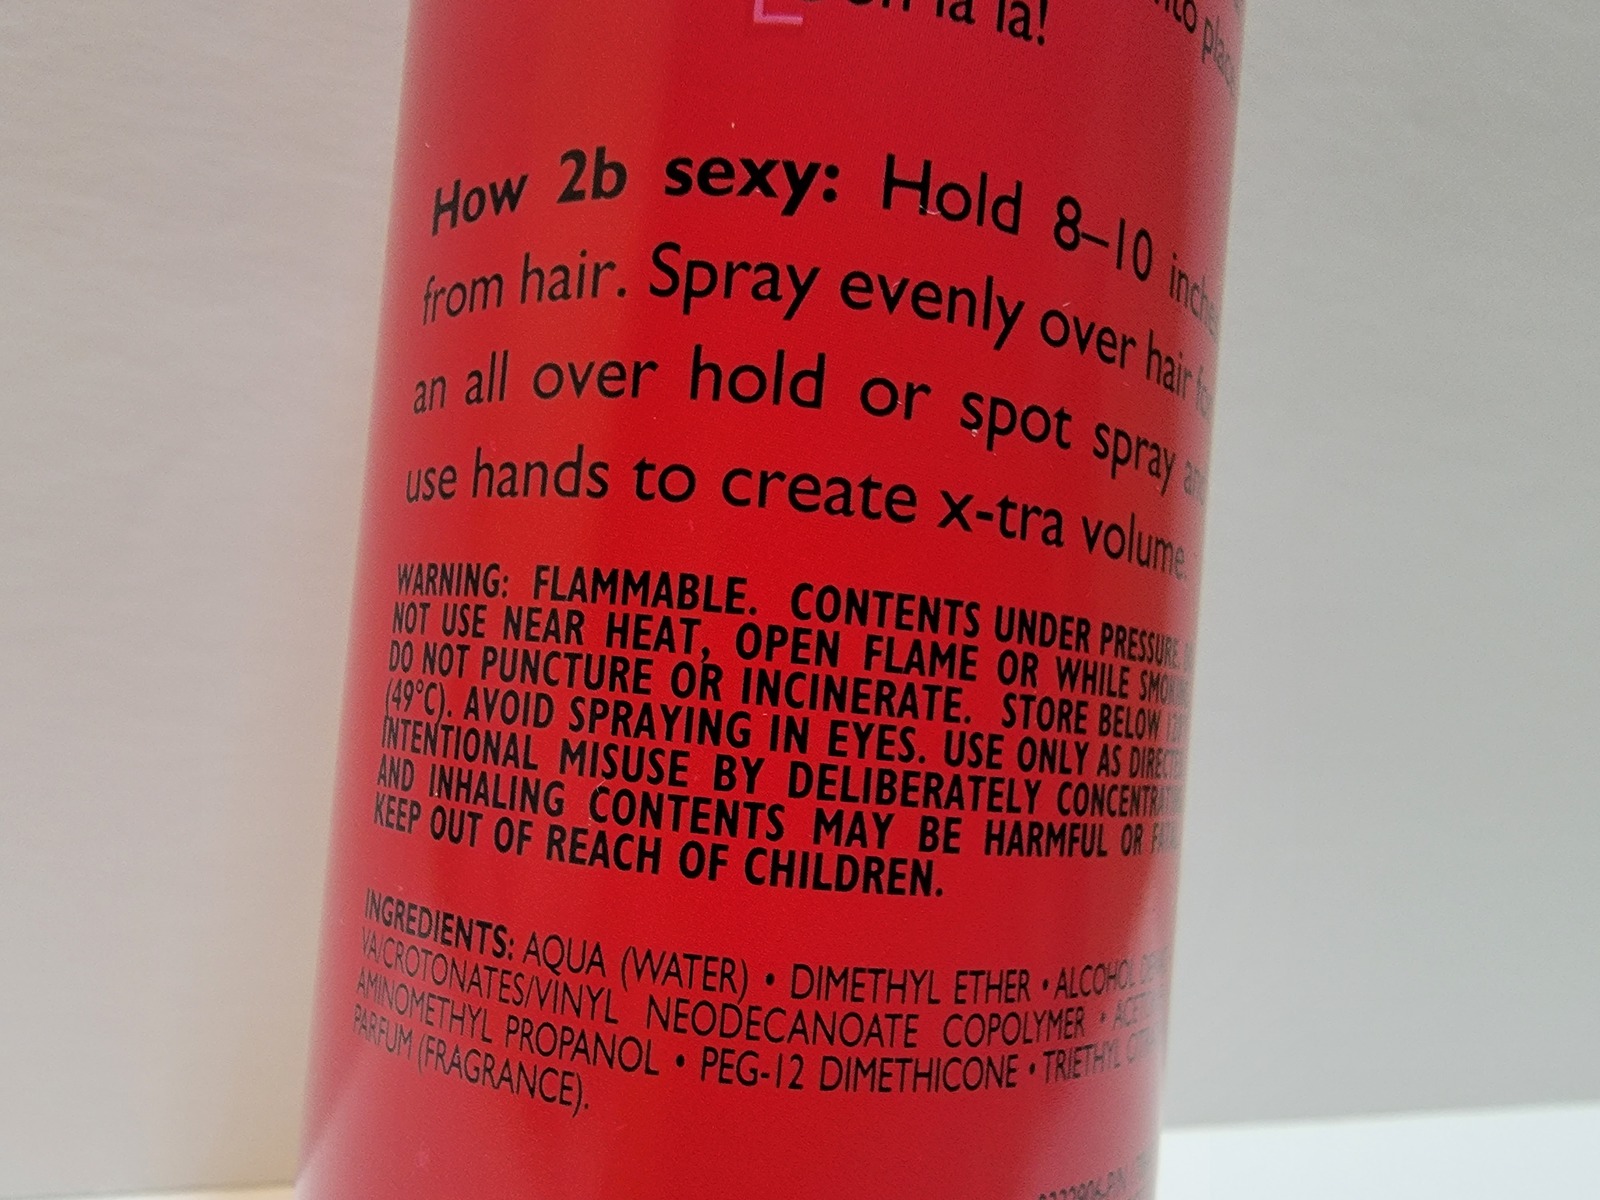 la la!
into place
How 2b sexy: Hold 8–10 inches
from hair. Spray evenly over hair for
an all over hold or spot spray and
use hands to create x-tra volume.
WARNING: FLAMMABLE. CONTENTS UNDER PRESSURE.
NOT USE NEAR HEAT, OPEN FLAME OR WHILE SMOKING
DO NOT PUNCTURE OR INCINERATE. STORE BELOW
(49°C). AVOID SPRAYING IN EYES. USE ONLY AS DIRECTED
INTENTIONAL MISUSE BY DELIBERATELY CONCENTRATING
AND INHALING CONTENTS MAY BE HARMFUL OR FATAL
KEEP OUT OF REACH OF CHILDREN.
INGREDIENTS: AQUA (WATER) • DIMETHYL ETHER • ALCOHOL
VA/CROTONATES/VINYL NEODECANOATE COPOLYMER •
AMINOMETHYL PROPANOL • PEG-12 DIMETHICONE • TRIETHYL
PARFUM (FRAGRANCE).